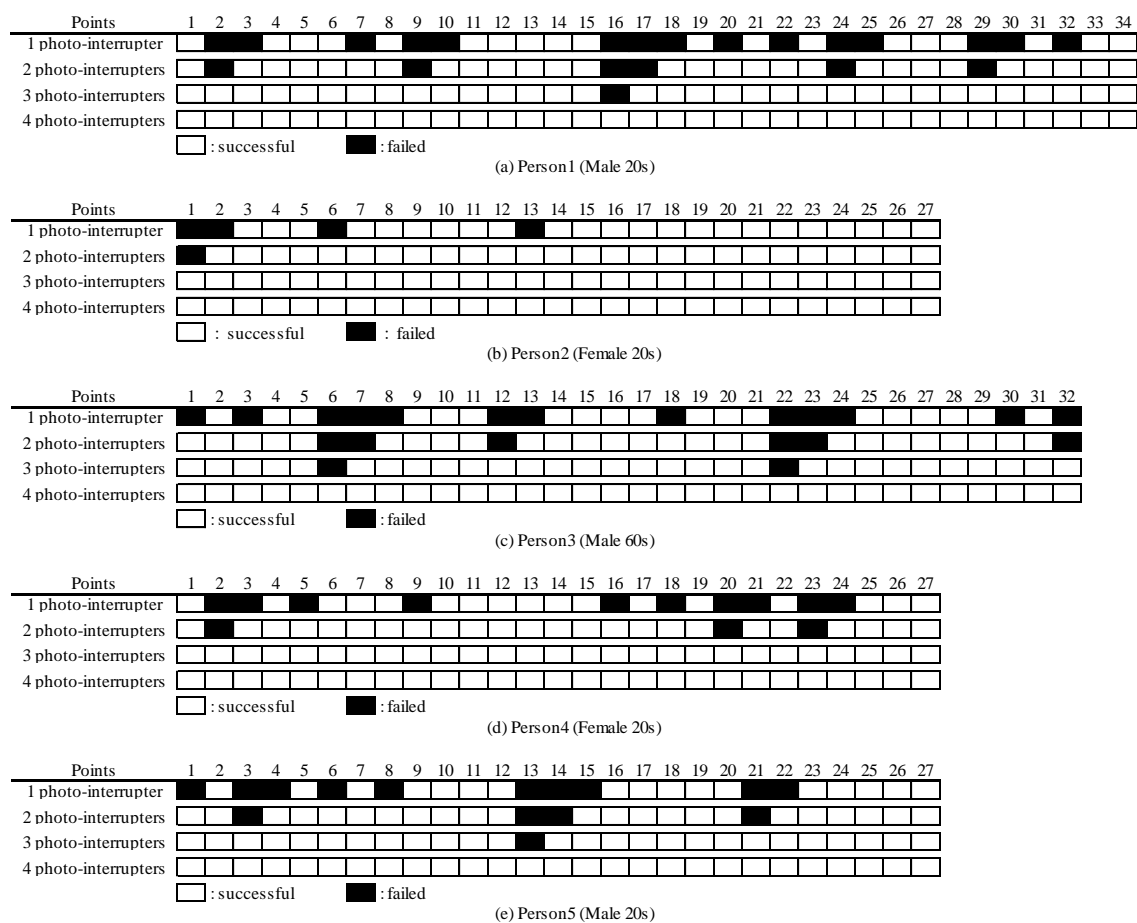 Points 1 2 3 4 5 6 7 8 9 10 11 12 13 14 15 16 17 18 19 20 21 22 23 24 25 26 27 28 29 30 31 32 33 34
1 photo-interrupter
2 photo-interrupters
3 photo-interrupters
4 photo-interrupters
: successful : failed
(a) Person1 (Male 20s)
Points 1 2 3 4 5 6 7 8 9 10 11 12 13 14 15 16 17 18 19 20 21 22 23 24 25 26 27
1 photo-interrupter
2 photo-interrupters
3 photo-interrupters
4 photo-interrupters
: successful : failed
(b) Person2 (Female 20s)
Points 1 2 3 4 5 6 7 8 9 10 11 12 13 14 15 16 17 18 19 20 21 22 23 24 25 26 27 28 29 30 31 32
1 photo-interrupter
2 photo-interrupters
3 photo-interrupters
4 photo-interrupters
: successful : failed
(c) Person3 (Male 60s)
Points 1 2 3 4 5 6 7 8 9 10 11 12 13 14 15 16 17 18 19 20 21 22 23 24 25 26 27
1 photo-interrupter
2 photo-interrupters
3 photo-interrupters
4 photo-interrupters
: successful : failed
(d) Person4 (Female 20s)
Points 1 2 3 4 5 6 7 8 9 10 11 12 13 14 15 16 17 18 19 20 21 22 23 24 25 26 27
1 photo-interrupter
2 photo-interrupters
3 photo-interrupters
4 photo-interrupters
: successful : failed
(e) Person5 (Male 20s)